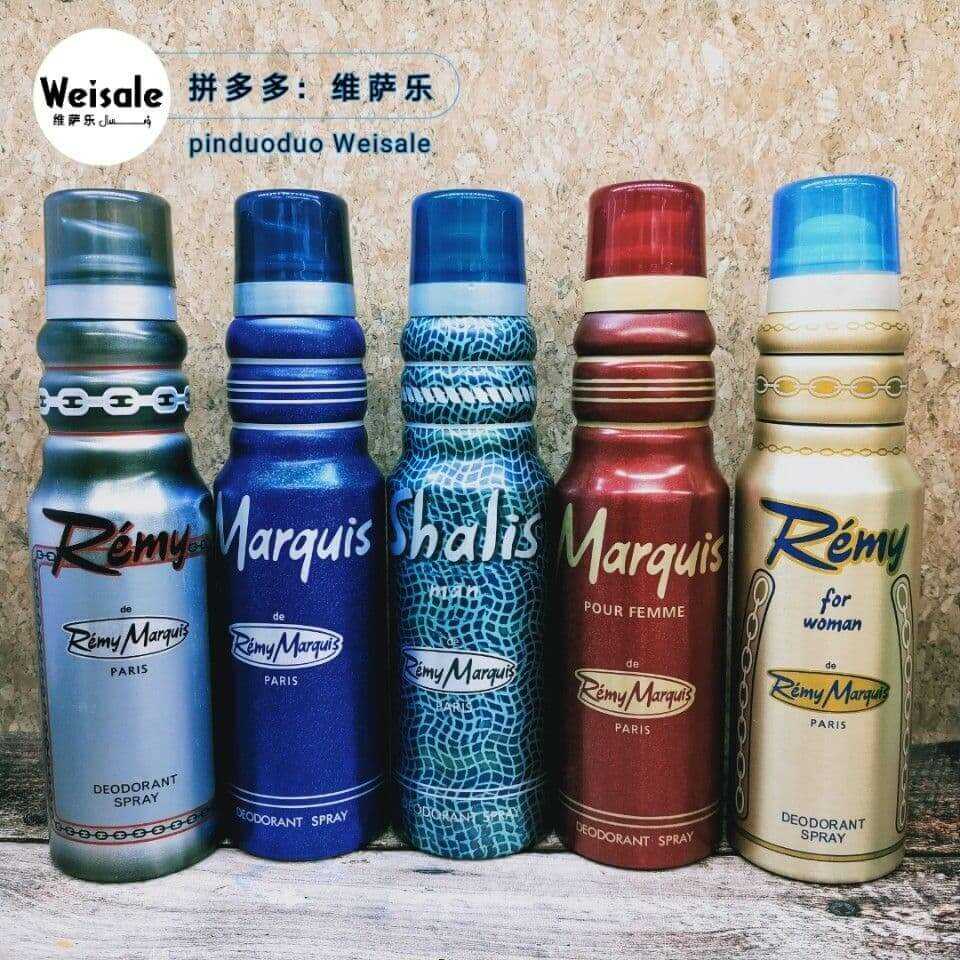 Weisale
维萨乐
拼多多：维萨乐
pinduoduo Weisale
Rémy
de
Rémy Marquis
PARIS
DEODORANT
SPRAY
Marquis
de
Rémy Marquis
PARIS
DEODORANT SPRAY
Shalis
man
de
Rémy Marquis
PARIS
DEODORANT SPRAY
Marquis
POUR FEMME
de
Rémy Marquis
PARIS
DEODORANT SPRAY
Rémy
for
woman
de
Rémy Marquis
PARIS
DEODORANT
SPRAY